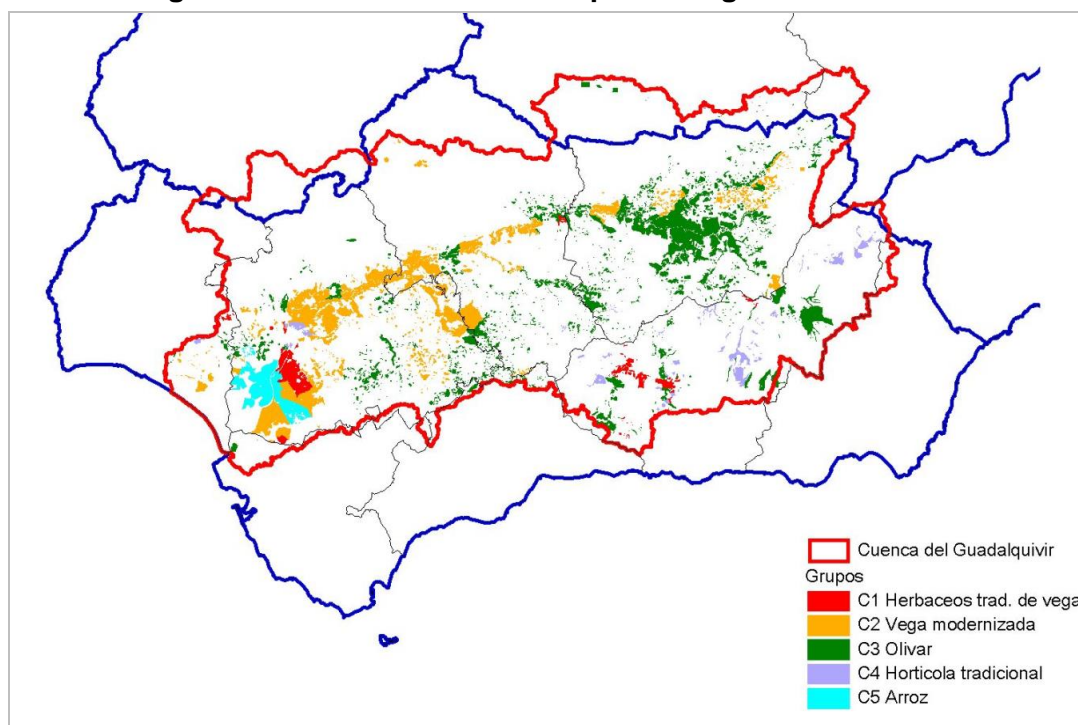 Cuenca del Guadalquivir
Grupos
C1 Herbaceos trad. de vega
C2 Vega modernizada
C3 Olivar
C4 Horticola tradicional
C5 Arroz